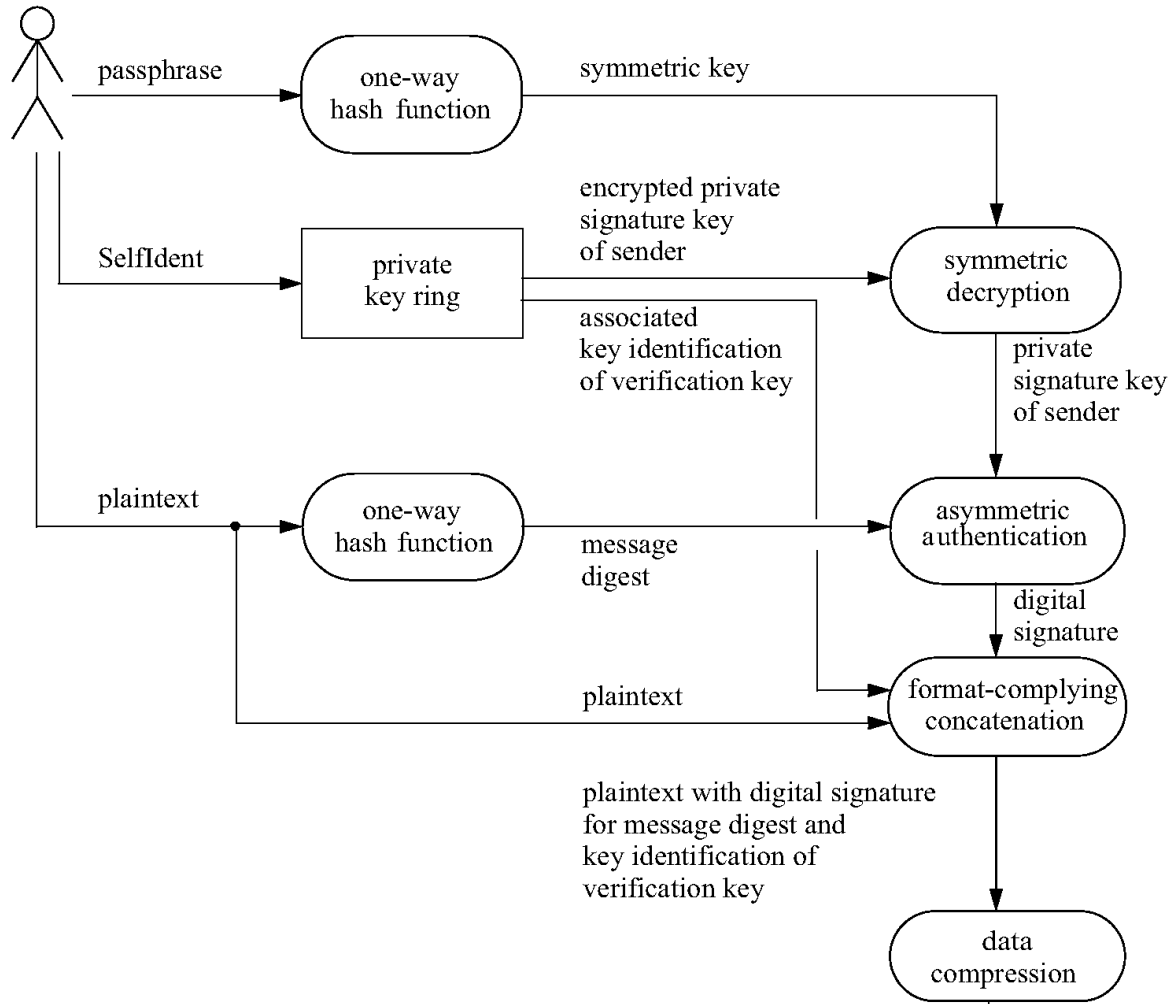 passphrase
one-way
hash function
symmetric key
encrypted private
signature key
of sender
SelfIdent
private
key ring
symmetric
decryption
associated
key identification
of verification key
private
signature key
of sender
plaintext
one-way
hash function
message
digest
asymmetric
authentication
digital
signature
plaintext
format-complying
concatenation
plaintext with digital signature
for message digest and
key identification of
verification key
data
compression